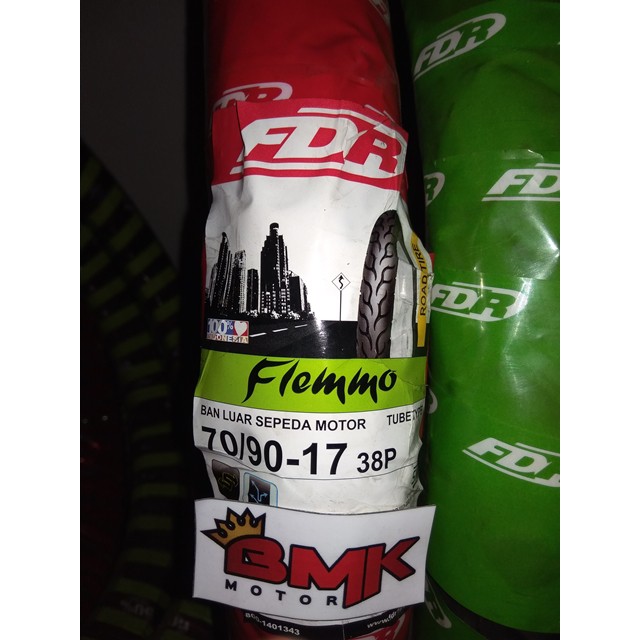 FDR
FDR
FDR
ROAD TIRE
FDR
100%
Flemmo
BAN LUAR SEPEDA MOTOR
TUBE TYPE
70/90-17 38P
FDR
BMK
MOTOR